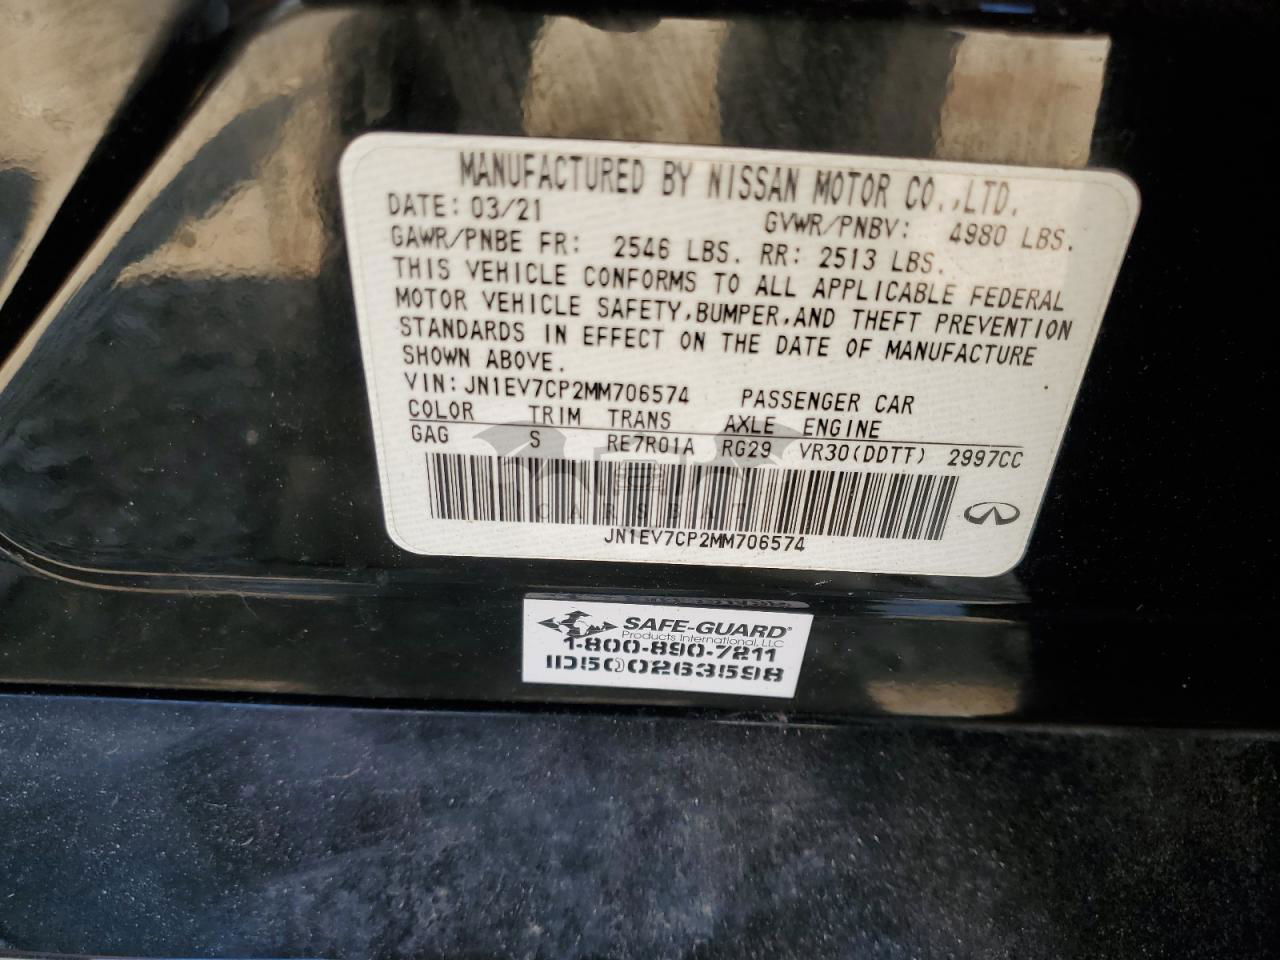 MANUFACTURED BY NISSAN MOTOR CO.,LTD.
DATE: 03/21 GVWR/PNBV: 4980 LBS.
GAWR/PNBE FR: 2546 LBS. RR: 2513 LBS.
THIS VEHICLE CONFORMS TO ALL APPLICABLE FEDERAL
MOTOR VEHICLE SAFETY,BUMPER,AND THEFT PREVENTION
STANDARDS IN EFFECT ON THE DATE OF MANUFACTURE
SHOWN ABOVE.
VIN: JN1EV7CP2MM706574 PASSENGER CAR
COLOR TRIM TRANS AXLE ENGINE
GAG S RE7R01A RG29 VR30(DDTT) 2997CC
JN1EV7CP2MM706574
SAFE-GUARD
Products International, LLC
1-800-890-7211
ID500263598